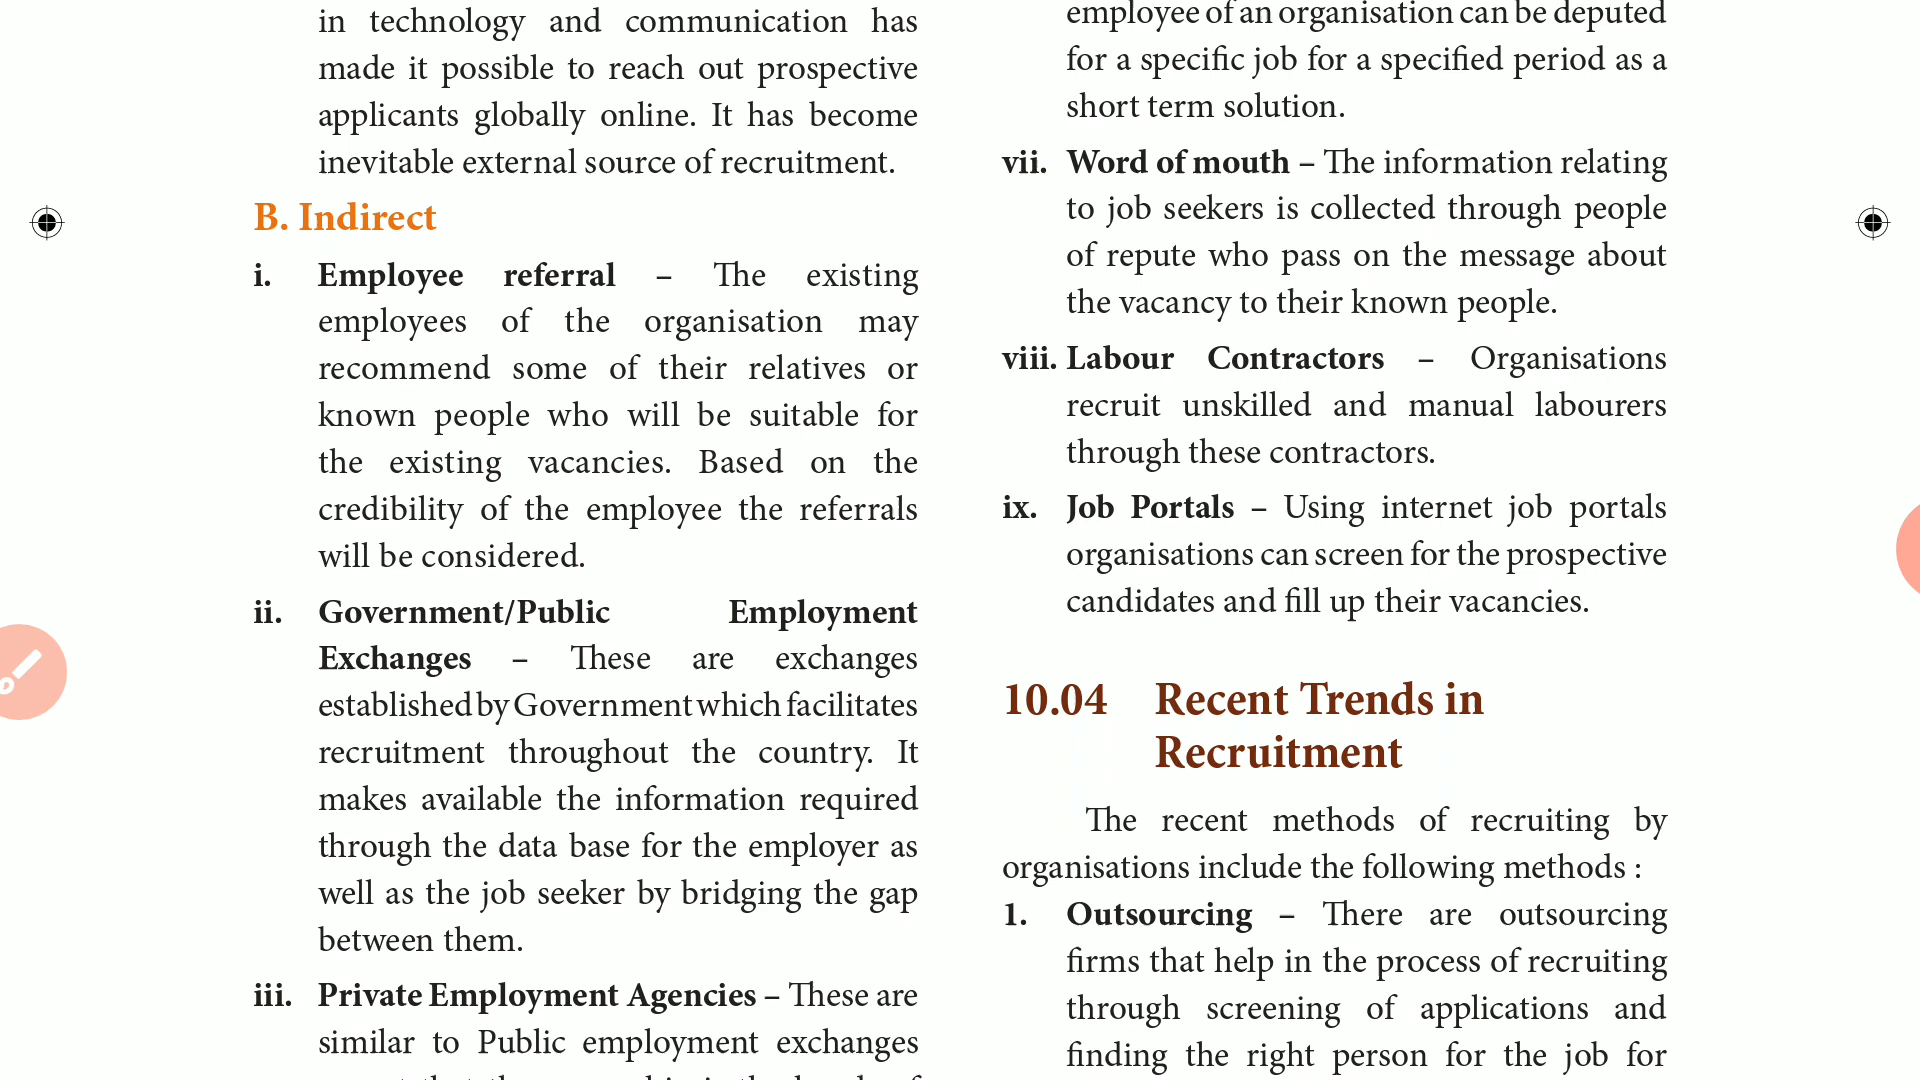 in technology and communication has
made it possible to reach out prospective
applicants globally online. It has become
inevitable external source of recruitment.
B. Indirect
i. Employee referral – The existing
employees of the organisation may
recommend some of their relatives or
known people who will be suitable for
the existing vacancies. Based on the
credibility of the employee the referrals
will be considered.
ii. Government/Public Employment
Exchanges – These are exchanges
established by Government which facilitates
recruitment throughout the country. It
makes available the information required
through the data base for the employer as
well as the job seeker by bridging the gap
between them.
iii. Private Employment Agencies – These are
similar to Public employment exchanges
employee of an organisation can be deputed
for a specific job for a specified period as a
short term solution.
vii. Word of mouth – The information relating
to job seekers is collected through people
of repute who pass on the message about
the vacancy to their known people.
viii. Labour Contractors – Organisations
recruit unskilled and manual labourers
through these contractors.
ix. Job Portals – Using internet job portals
organisations can screen for the prospective
candidates and fill up their vacancies.
10.04 Recent Trends in
Recruitment
The recent methods of recruiting by
organisations include the following methods :
1. Outsourcing – There are outsourcing
firms that help in the process of recruiting
through screening of applications and
finding the right person for the job for